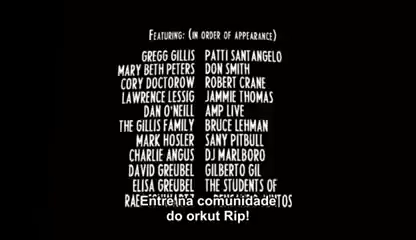 FEATURING: (IN ORDER OF APPEARANCE)
GREGG GILLIS PATTI SANTANGELO
MARY BETH PETERS DON SMITH
CORY DOCTOROW ROBERT CRANE
LAWRENCE LESSIG JAMMIE THOMAS
DAN O'NEILL AMP LIVE
THE GILLIS FAMILY BRUCE LEHMAN
MARK HOSLER SANY PITBULL
CHARLIE ANGUS DJ MARLBORO
DAVID GREUBEL GILBERTO GIL
ELISA GREUBEL THE STUDENTS OF
Entre na comunidade
do orkut Rip!